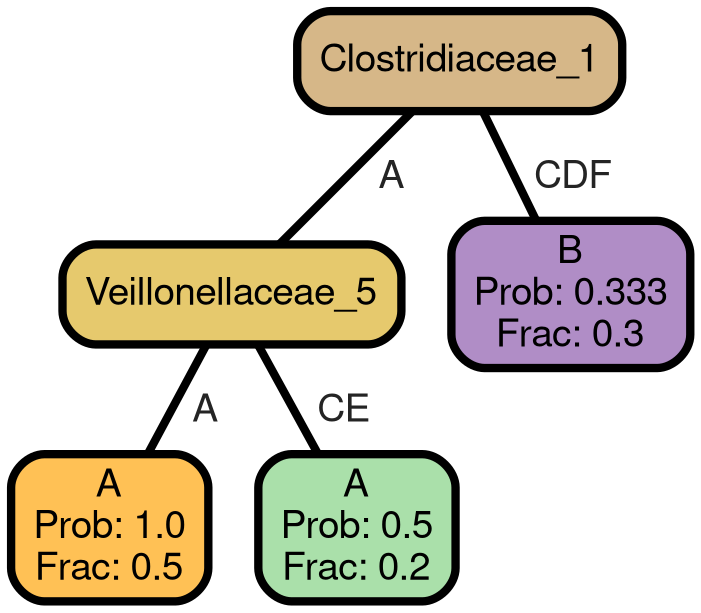 Clostridiaceae_1
A
CDF
B
Prob: 0.333
Frac: 0.3
Veillonellaceae_5
A
CE
A
Prob: 1.0
Frac: 0.5
A
Prob: 0.5
Frac: 0.2